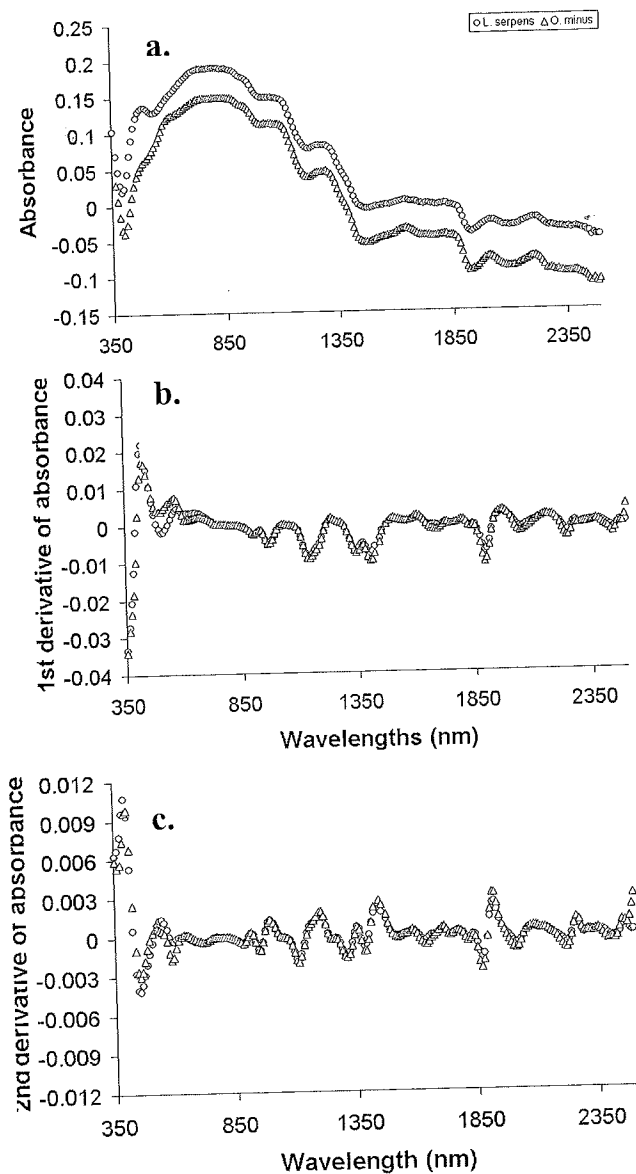 ○ L. serpens △ O. minus
a.
0.25
0.2
0.15
0.1
0.05
0
-0.05
-0.1
-0.15
Absorbance
350 850 1350 1850 2350
b.
0.04
0.03
0.02
0.01
0
-0.01
-0.02
-0.03
-0.04
1st derivative of absorbance
350 850 1350 1850 2350
Wavelengths (nm)
c.
0.012
0.009
0.006
0.003
0
-0.003
-0.006
-0.009
-0.012
2nd derivative of absorbance
350 850 1350 1850 2350
Wavelength (nm)